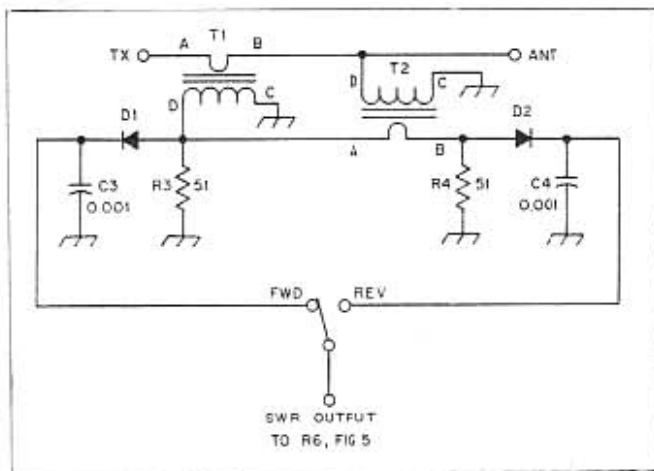 T1
A B
TX ANT
T2
D C D C
D1 D2
A B
C3
0.001
R3 51
R4 51
C4
0.001
FWD REV
SWR OUTPUT
TO R6, FIG 5